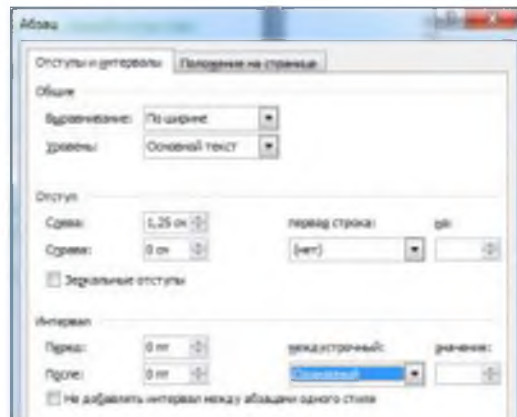 Абзац
Отступы и интервалы Положение на странице
Общие
Выравнивание: По ширине
Уровень: Основной текст
Отступ
Слева: 1,25 см первая строка: на:
Справа: 0 см (нет)
Зеркальные отступы
Интервал
Перед: 0 пт междустрочный: значение:
После: 0 пт Одинарный
Не добавлять интервал между абзацами одного стиля